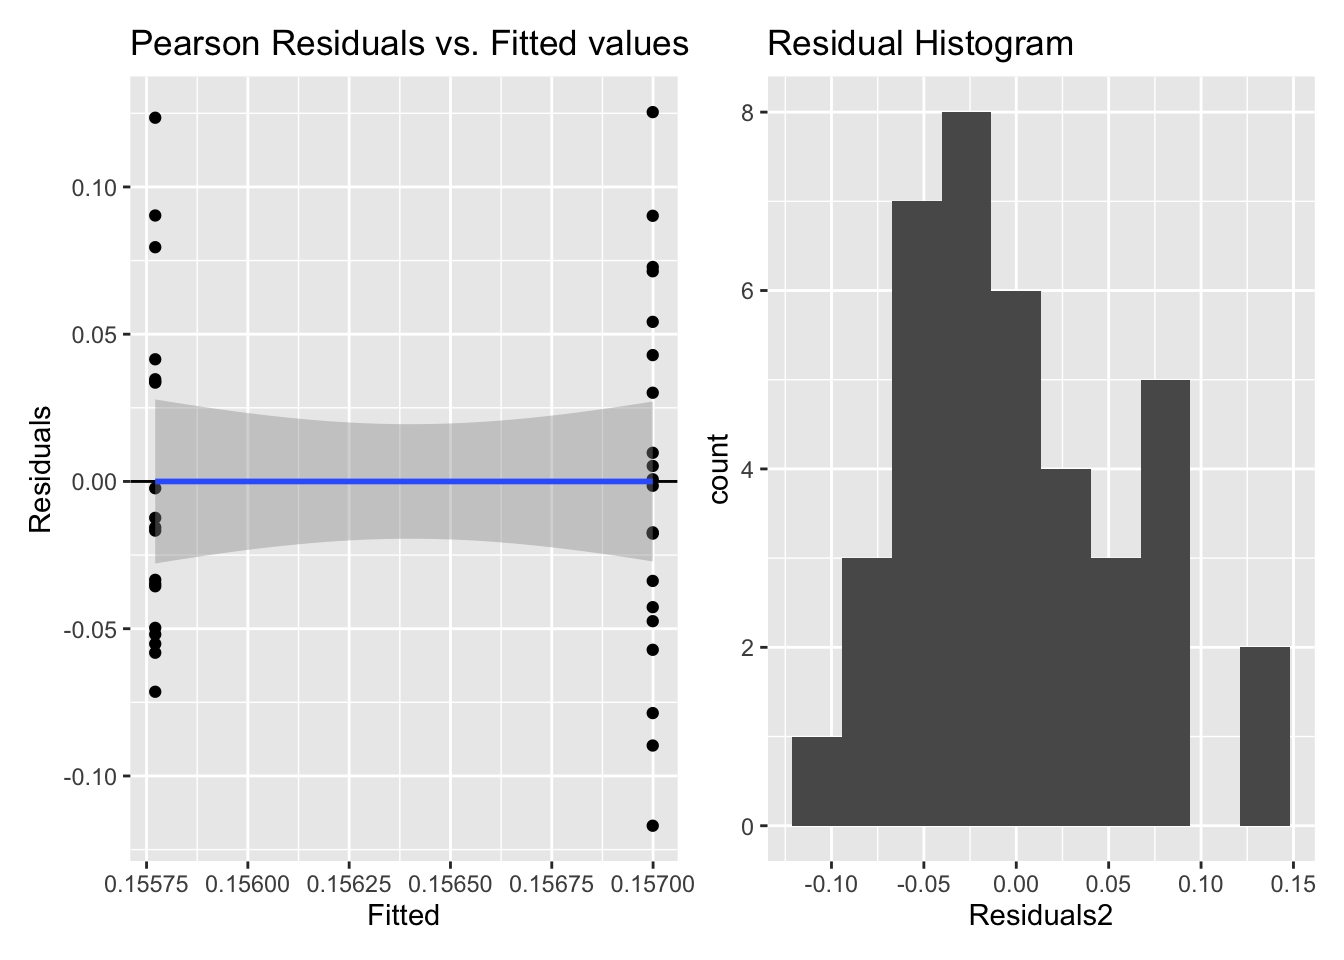 Pearson Residuals vs. Fitted values
Residuals
0.10
0.05
0.00
-0.05
-0.10
0.15575 0.15600 0.15625 0.15650 0.15675 0.15700
Fitted
Residual Histogram
count
8
6
4
2
0
-0.10 -0.05 0.00 0.05 0.10 0.15
Residuals2